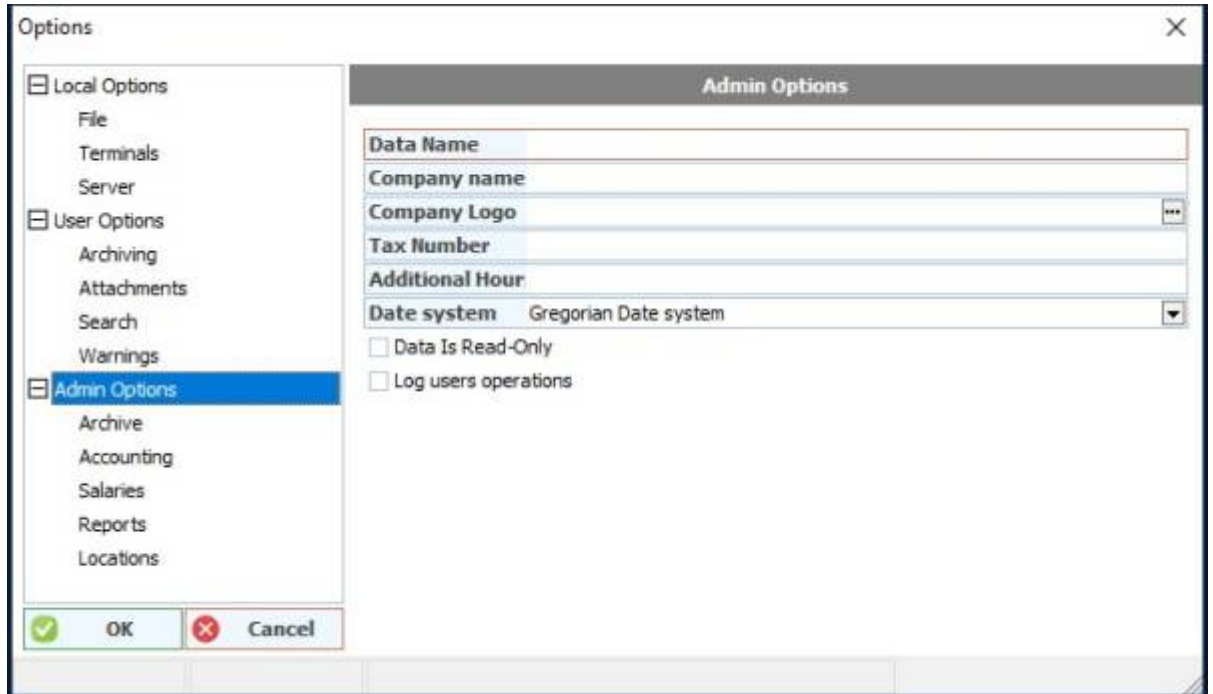 Options
Local Options
File
Terminals
Server
User Options
Archiving
Attachments
Search
Warnings
Admin Options
Archive
Accounting
Salaries
Reports
Locations
OK
Cancel
Admin Options
Data Name
Company name
Company Logo
Tax Number
Additional Hour
Date system Gregorian Date system
Data Is Read-Only
Log users operations